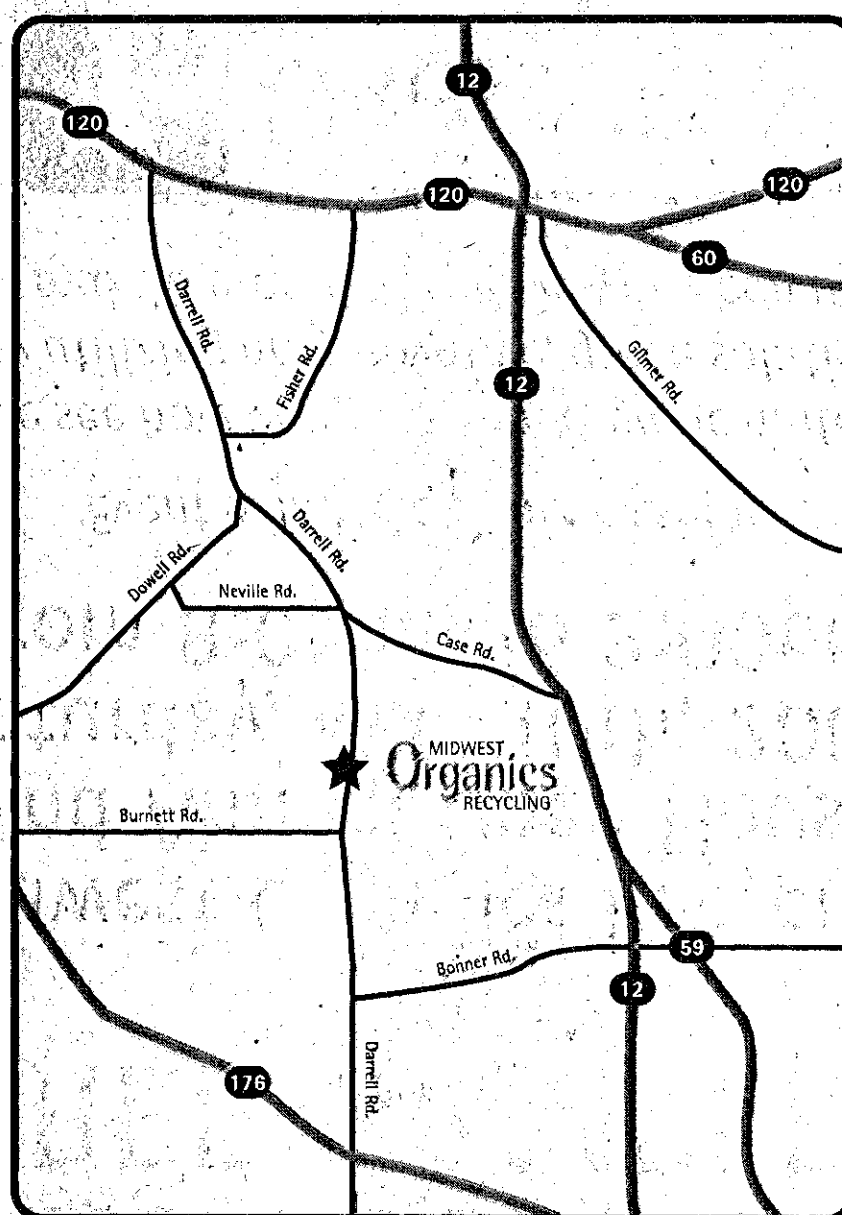 12
120
120
120
60
Darrell Rd.
Fisher Rd.
Gilmer Rd.
12
Darrell Rd.
Dowell Rd.
Neville Rd.
Case Rd.
MIDWEST
Organics
RECYCLING
Burnett Rd.
Bonner Rd.
59
12
Darrell Rd.
176